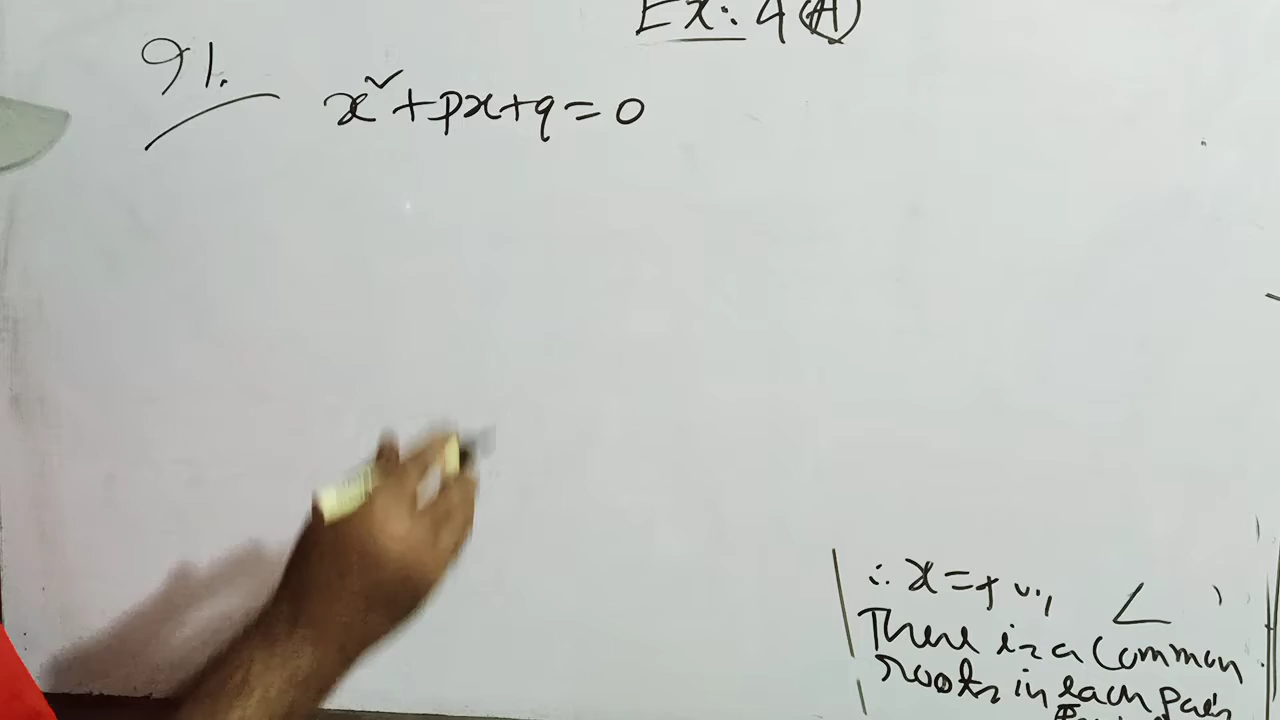 Ex: 4(A)
91.
x² + px + q = 0
∴ x = +
There is a common
roots in each pair